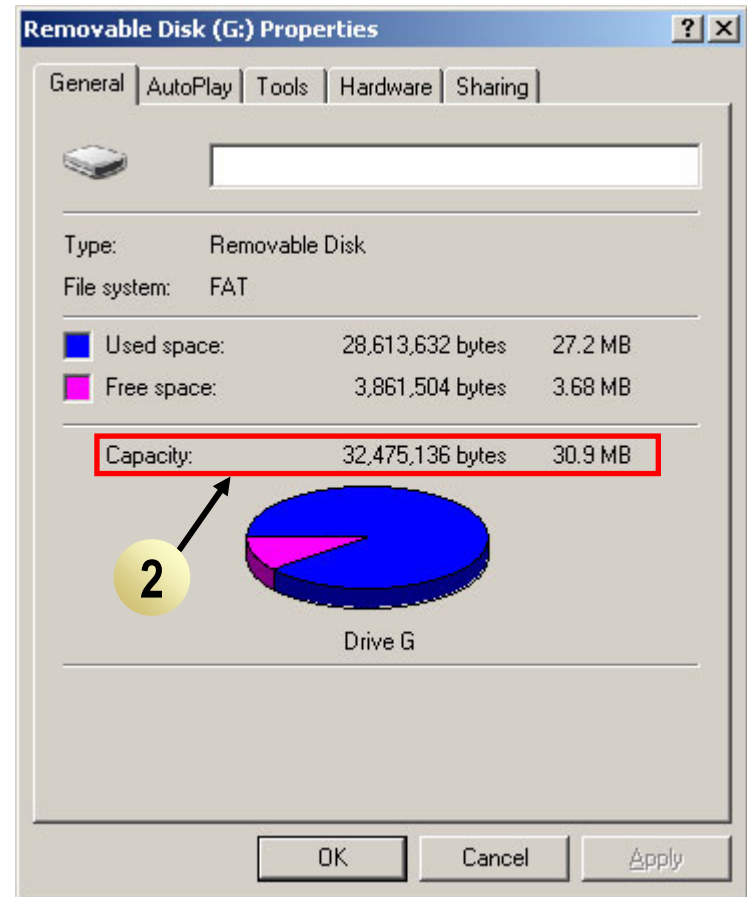 Removable Disk (G:) Properties ? X
General AutoPlay Tools Hardware Sharing
Type: Removable Disk
File system: FAT
Used space: 28,613,632 bytes 27.2 MB
Free space: 3,861,504 bytes 3.68 MB
Capacity: 32,475,136 bytes 30.9 MB
2
Drive G
OK Cancel Apply